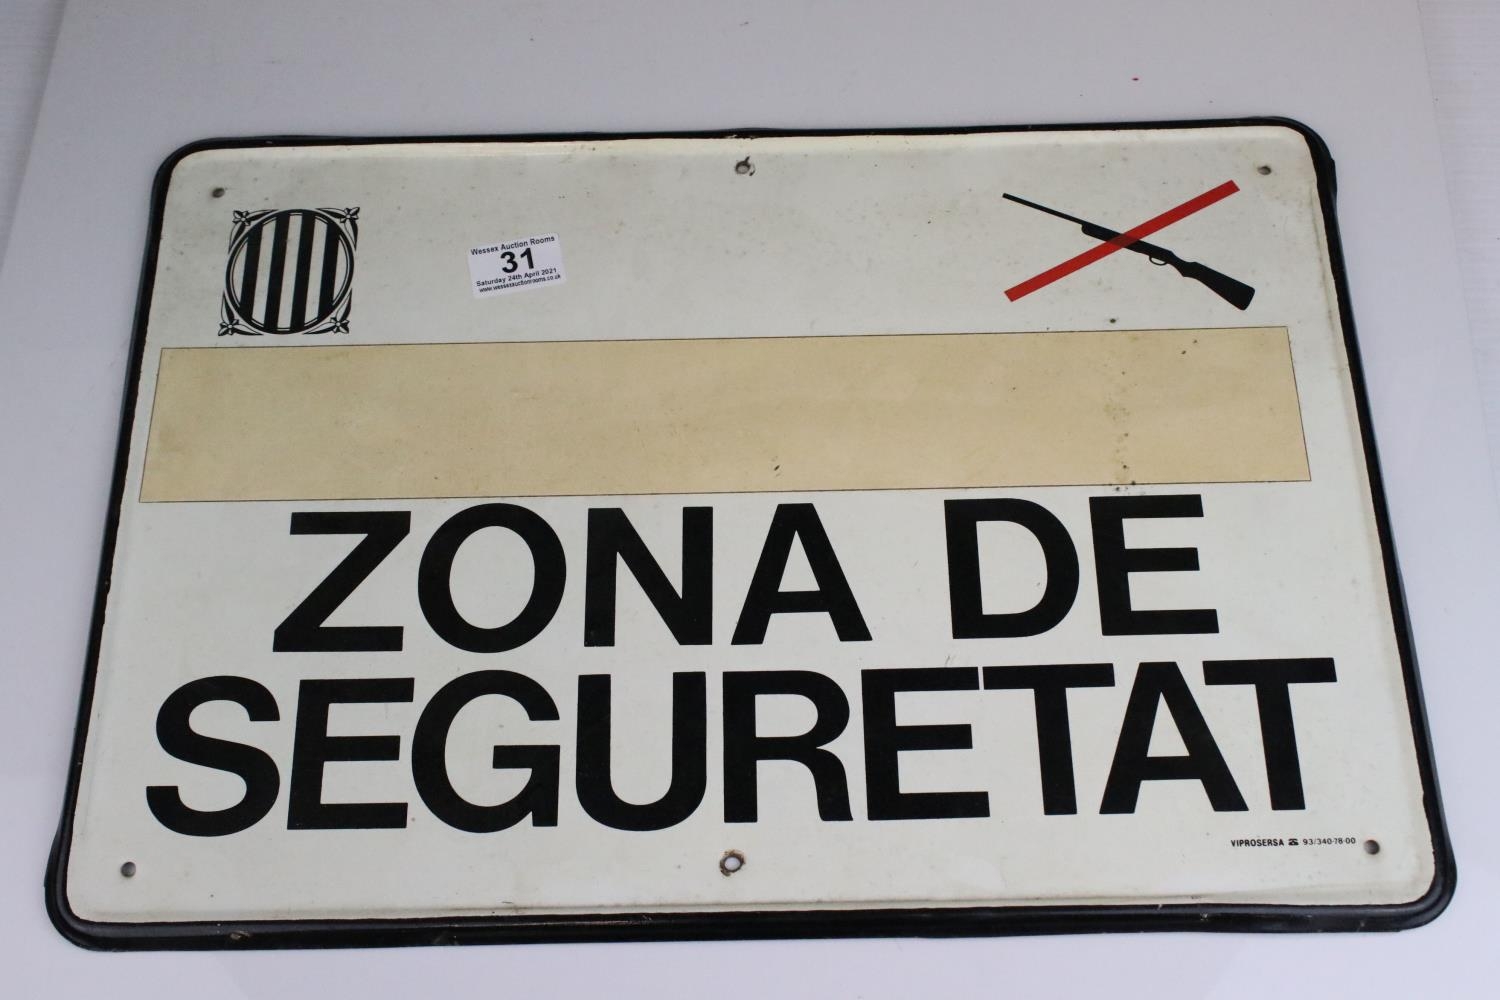 Wessex Auction Rooms
31
Saturday 24th April 2021
www.wessexauctionrooms.co.uk
ZONA DE
SEGURETAT
VIPROSERSA ☎ 93/340-78-00